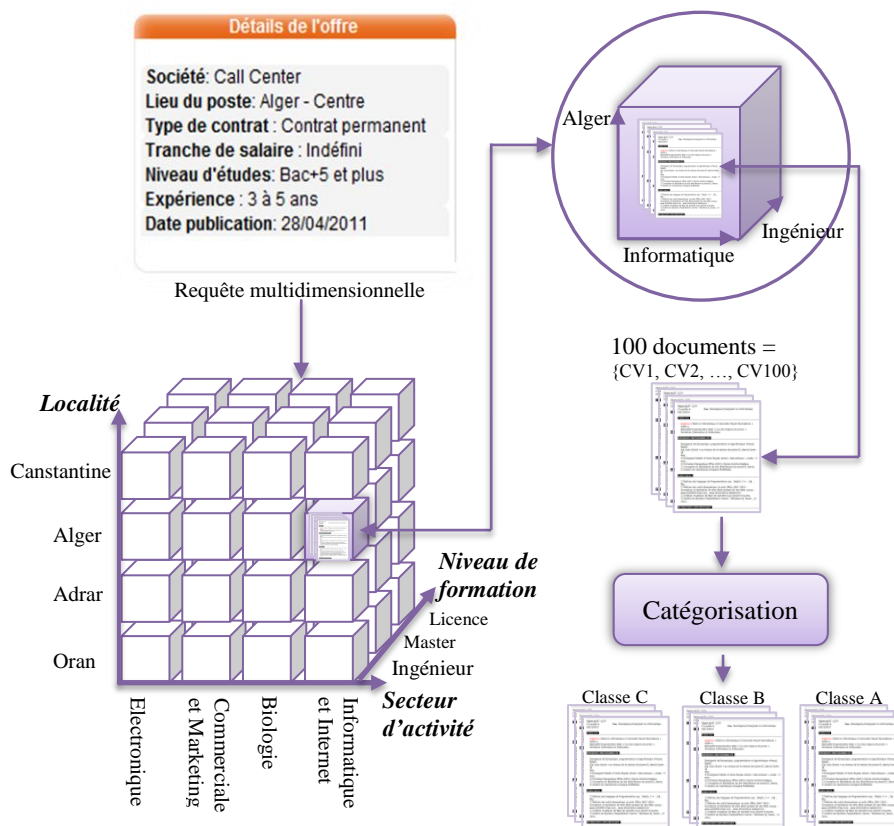 Détails de l'offre
Société: Call Center
Lieu du poste: Alger - Centre
Type de contrat : Contrat permanent
Tranche de salaire : Indéfini
Niveau d'études: Bac+5 et plus
Expérience : 3 à 5 ans
Date publication: 28/04/2011
Requête multidimensionnelle
Alger
Informatique
Ingénieur
100 documents =
{CV1, CV2, …, CV100}
Localité
Canstantine
Alger
Adrar
Oran
Niveau de
formation
Licence
Master
Ingénieur
Secteur
d'activité
Electronique
Commerciale
et Marketing
Biologie
Informatique
et Internet
Catégorisation
Classe C
Classe B
Classe A